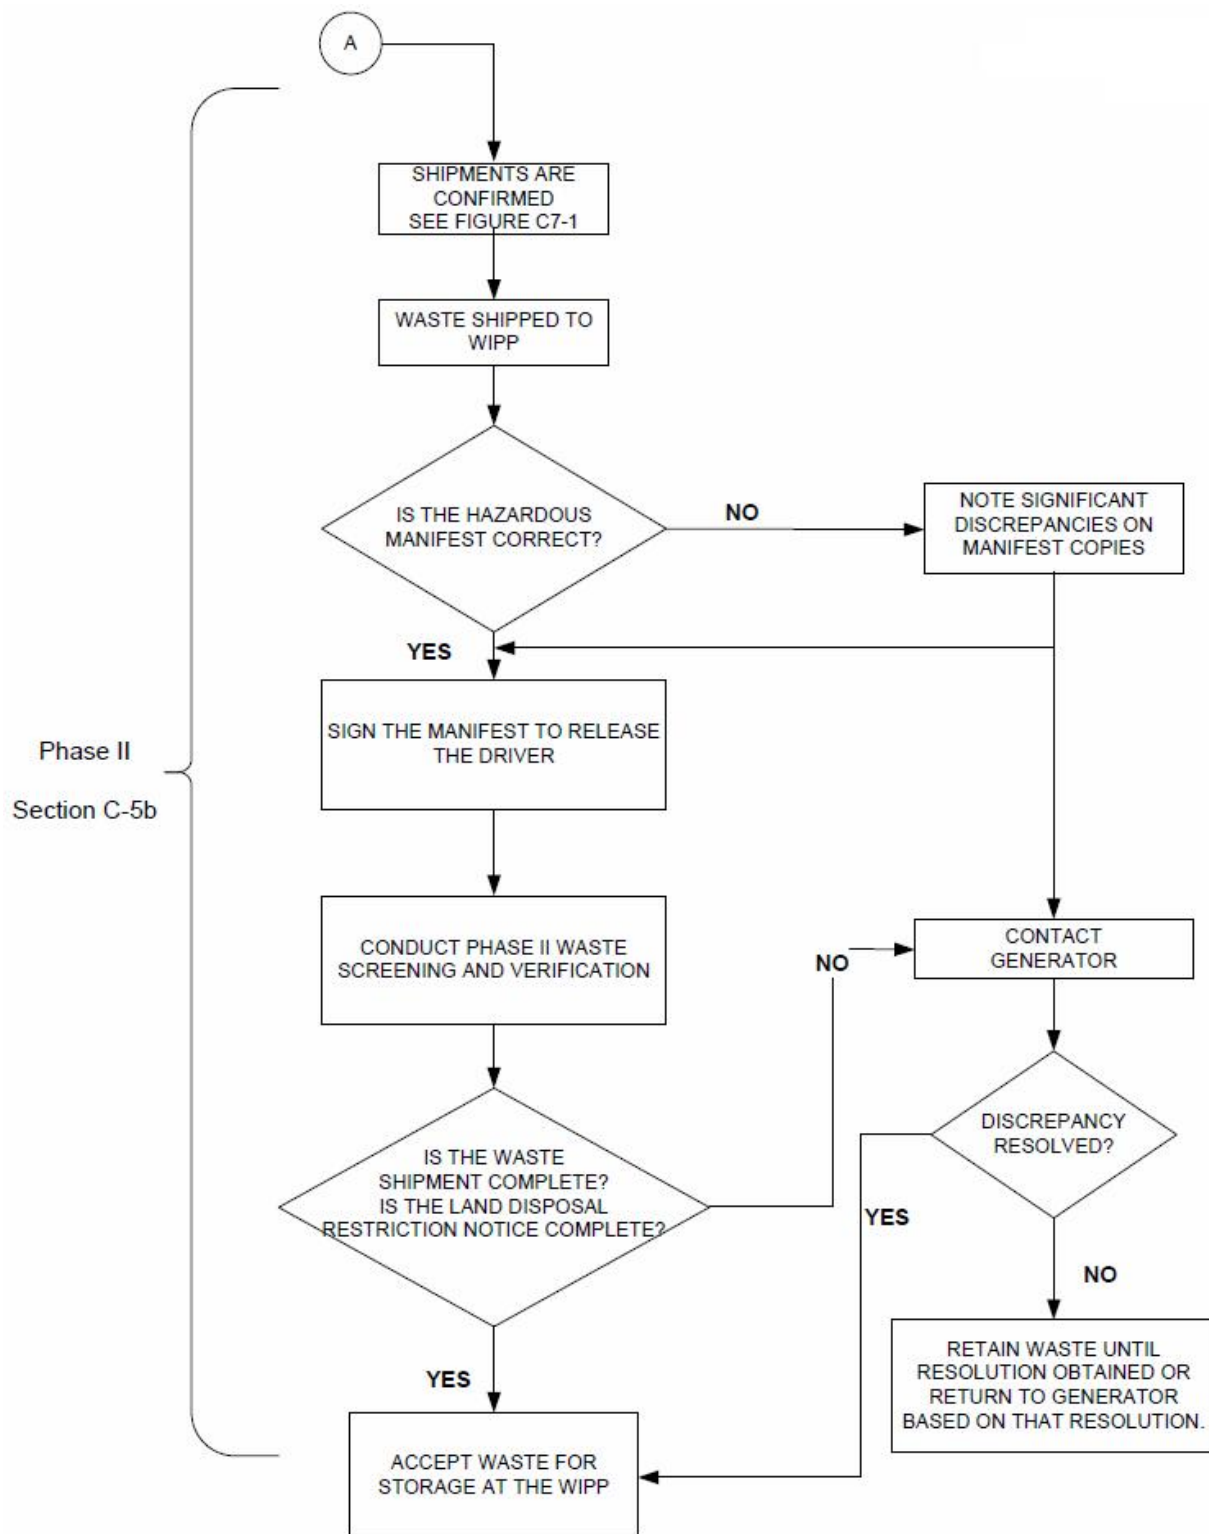 A
SHIPMENTS ARE
CONFIRMED
SEE FIGURE C7-1
WASTE SHIPPED TO
WIPP
IS THE HAZARDOUS
MANIFEST CORRECT?
NO
NOTE SIGNIFICANT
DISCREPANCIES ON
MANIFEST COPIES
YES
SIGN THE MANIFEST TO RELEASE
THE DRIVER
Phase II
Section C-5b
CONDUCT PHASE II WASTE
SCREENING AND VERIFICATION
NO
CONTACT
GENERATOR
IS THE WASTE
SHIPMENT COMPLETE?
IS THE LAND DISPOSAL
RESTRICTION NOTICE COMPLETE?
DISCREPANCY
RESOLVED?
YES
NO
RETAIN WASTE UNTIL
RESOLUTION OBTAINED OR
RETURN TO GENERATOR
BASED ON THAT RESOLUTION.
YES
ACCEPT WASTE FOR
STORAGE AT THE WIPP